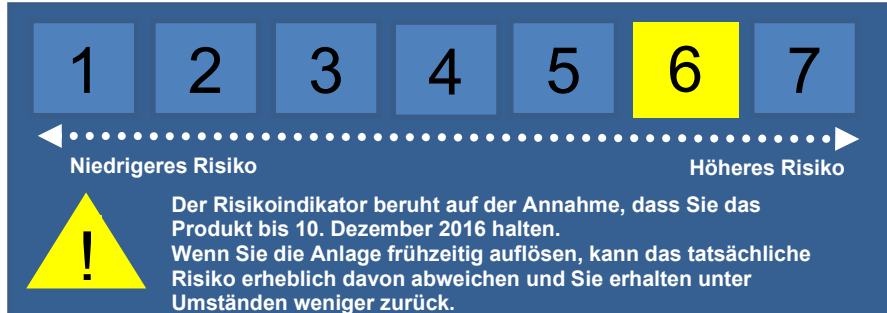 1 2 3 4 5 6 7
Niedrigeres Risiko Höheres Risiko
!
Der Risikoindikator beruht auf der Annahme, dass Sie das
Produkt bis 10. Dezember 2016 halten.
Wenn Sie die Anlage frühzeitig auflösen, kann das tatsächliche
Risiko erheblich davon abweichen und Sie erhalten unter
Umständen weniger zurück.